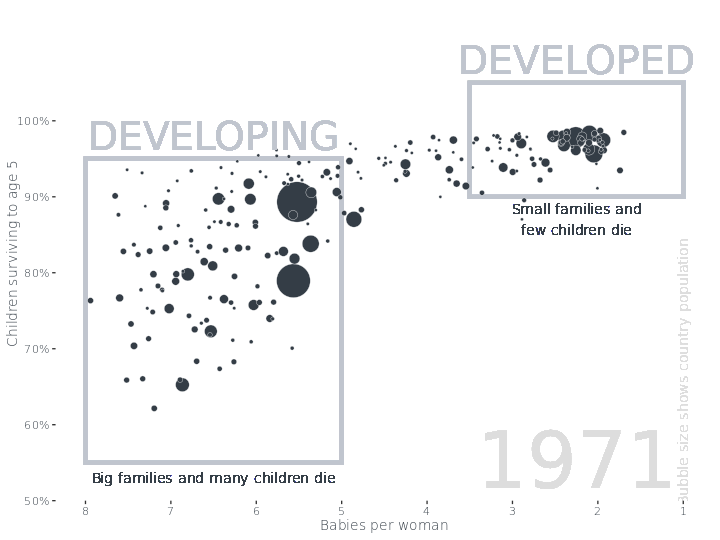 DEVELOPED
DEVELOPING
100%
90%
80%
70%
60%
50%
Children surviving to age 5
Small families and
few children die
Bubble size shows country population
1971
Big families and many children die
8 7 6 5 4 3 2 1
Babies per woman